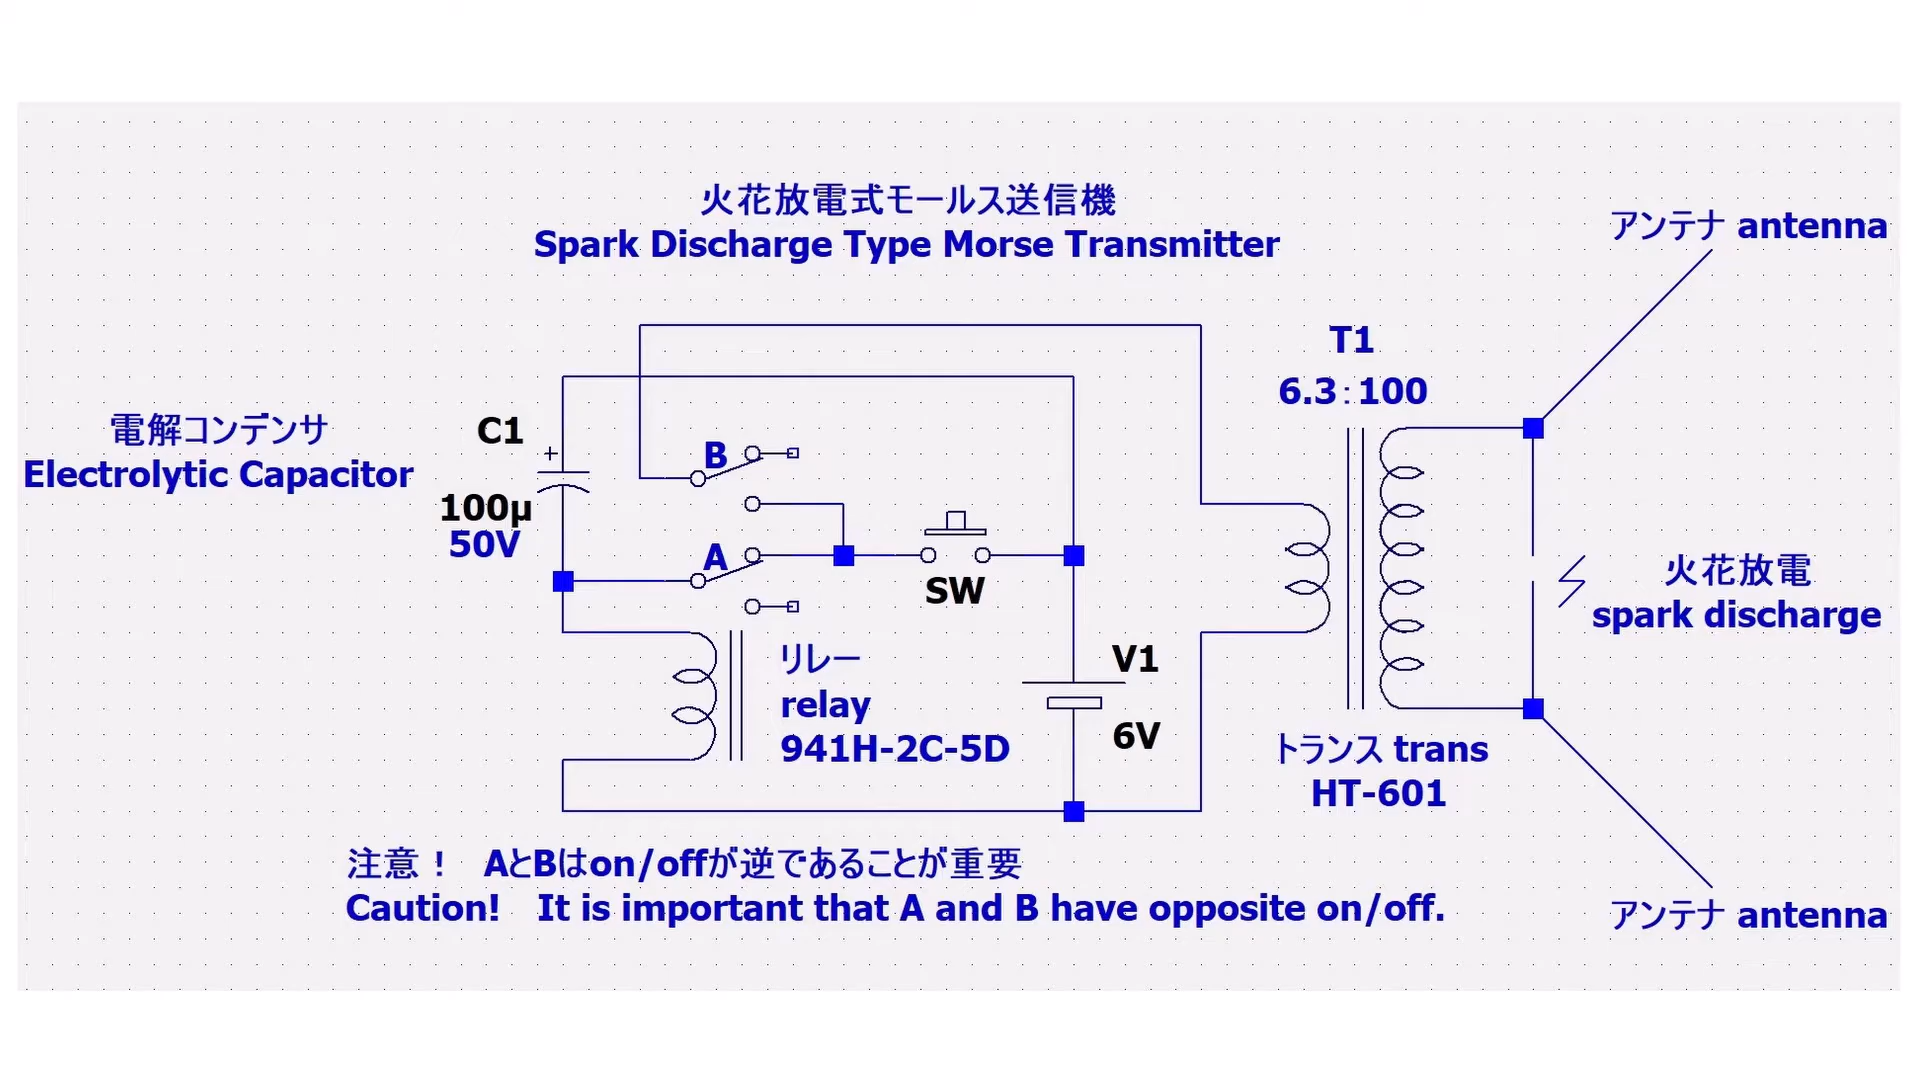 火花放電式モールス送信機
Spark Discharge Type Morse Transmitter
アンテナ antenna
T1
6.3：100
電解コンデンサ
Electrolytic Capacitor
C1
+
100μ
50V
B
A
SW
火花放電
spark discharge
リレー
relay
941H-2C-5D
V1
6V
トランス trans
HT-601
注意！ AとBはon/offが逆であることが重要
Caution! It is important that A and B have opposite on/off.
アンテナ antenna